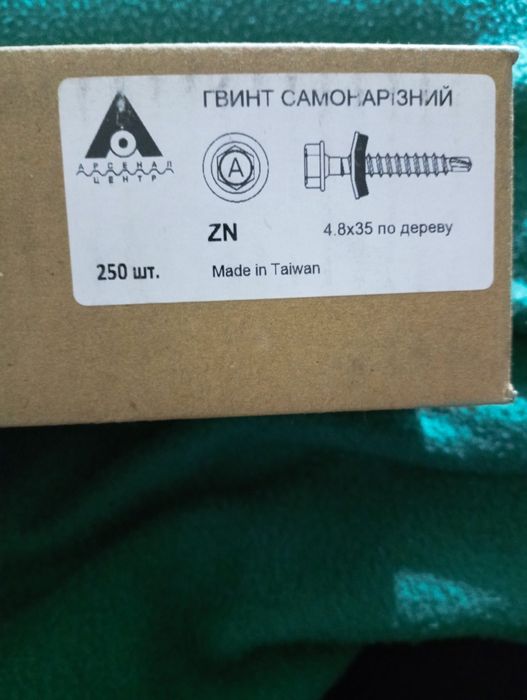 ГВИНТ САМОНАРІЗНИЙ
АРСЕНАЛ
ЦЕНТР
A
ZN
4.8x35 по дереву
250 шт.
Made in Taiwan